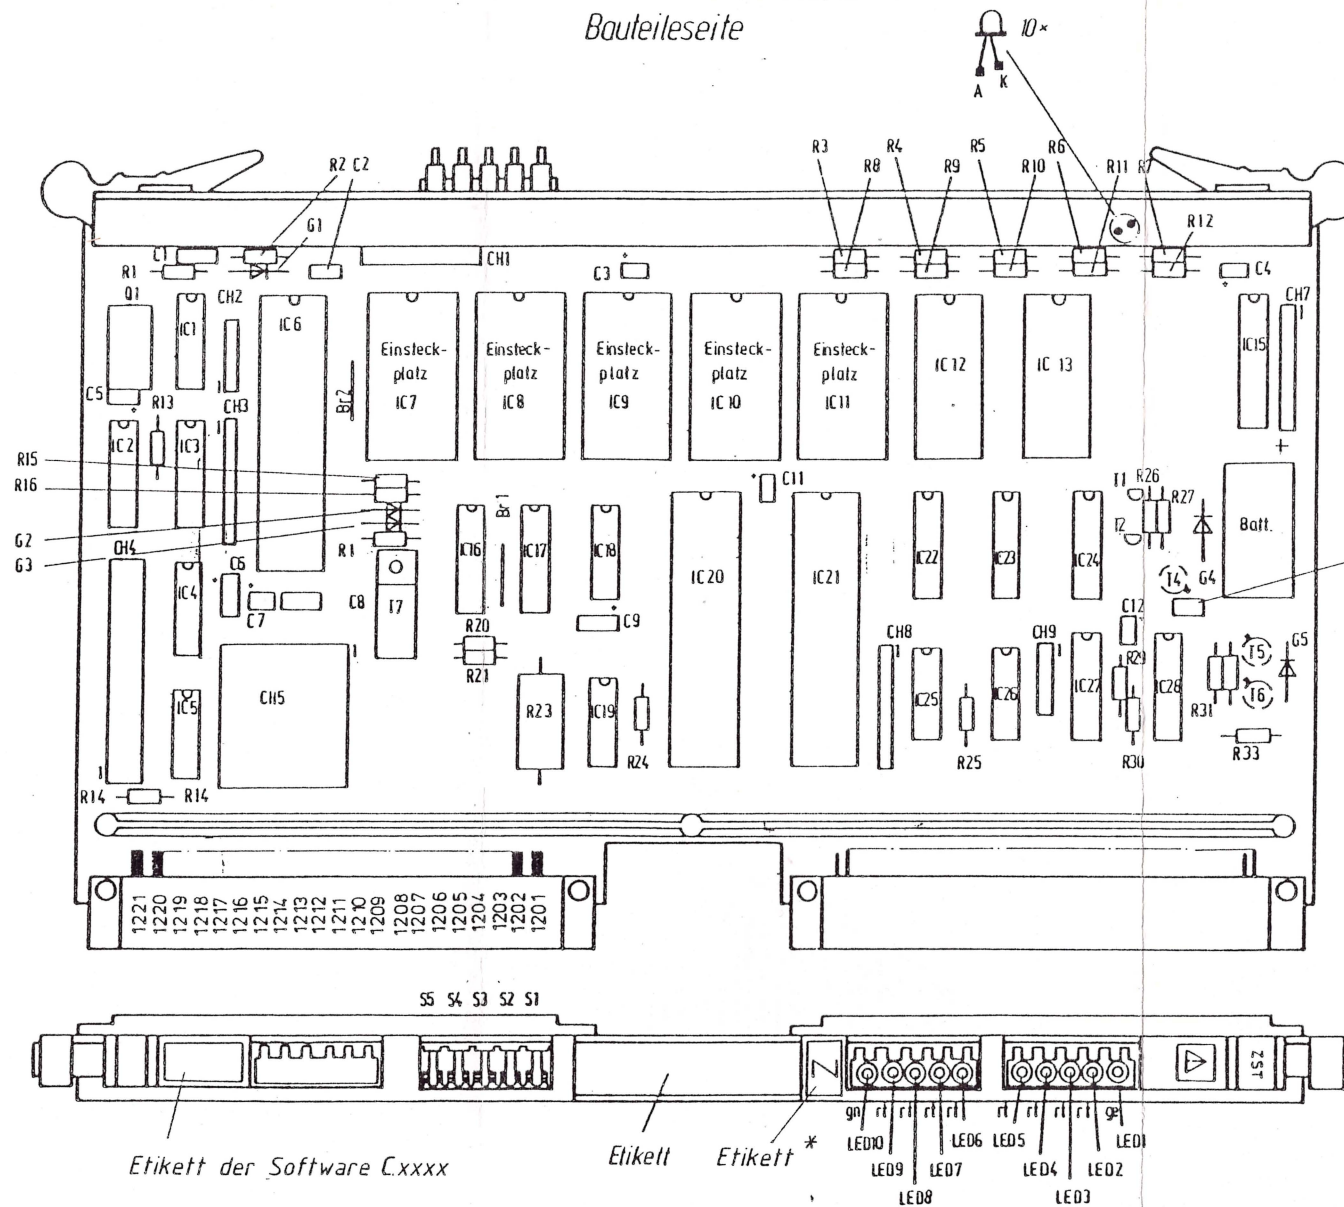 Bauteileseite
10×
A K
R3 R4 R5 R6
R8 R9 R10 R11 R7
R12
R2 C2
G1
C1
R1
CH1
C3
C4
Q1
CH2
CH7
1
IC1
IC6
Einsteck-
platz
IC7
Einsteck-
platz
IC8
Einsteck-
platz
IC9
Einsteck-
platz
IC10
Einsteck-
platz
IC11
IC12
IC13
IC15
C5
R13
Br2
CH3
1
1
IC2
IC3
+
R15
R16
G2
G3
R1
C11
T1
R26
R27
T2
Batt.
CH4
Br1
IC16
IC17
IC18
IC20
IC21
IC22
IC23
IC24
T4
G4
IC4
C6
C7
C8
T7
C9
C12
R20
R21
CH8
1
CH9
1
R29
T5
G5
T6
IC5
CH5
1
R23
IC19
R24
IC25
R25
IC26
IC27
R30
IC28
R31
R33
1
R14
R14
1221
1220
1219
1218
1217
1216
1215
1214
1213
1212
1211
1210
1209
1208
1207
1206
1205
1204
1203
1202
1201
S5 S4 S3 S2 S1
Z
ZST
gn rt rt rt rt
rt rt rt rt ge
LED10 LED6 LED5 LED1
LED9 LED7 LED4 LED2
LED8 LED3
Etikett der Software C.xxxx
Etikett
Etikett *